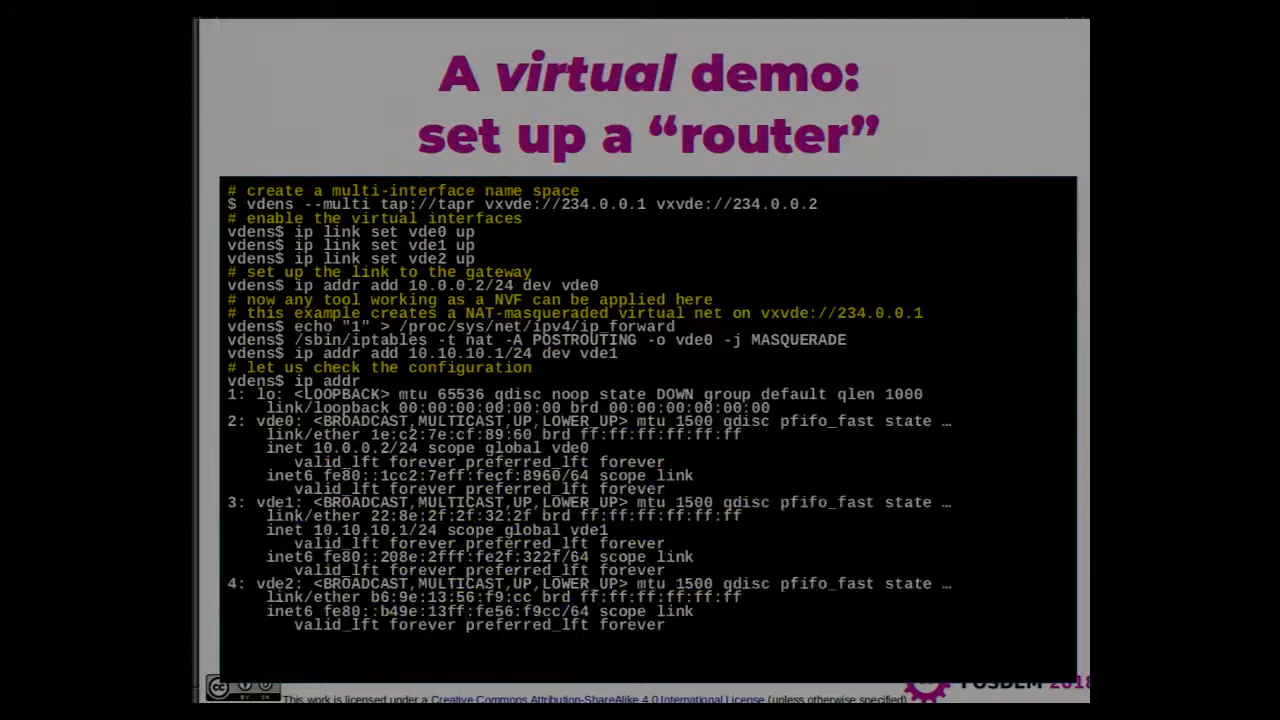 A virtual demo:
set up a “router”
# create a multi-interface name space
$ vdens --multi tap://tapr vxvde://234.0.0.1 vxvde://234.0.0.2
# enable the virtual interfaces
vdens$ ip link set vde0 up
vdens$ ip link set vde1 up
vdens$ ip link set vde2 up
# set up the link to the gateway
vdens$ ip addr add 10.0.0.2/24 dev vde0
# now any tool working as a NVF can be applied here
# this example creates a NAT-masqueraded virtual net on vxvde://234.0.0.1
vdens$ echo "1" > /proc/sys/net/ipv4/ip_forward
vdens$ /sbin/iptables -t nat -A POSTROUTING -o vde0 -j MASQUERADE
vdens$ ip addr add 10.10.10.1/24 dev vde1
# let us check the configuration
vdens$ ip addr
1: lo: <LOOPBACK> mtu 65536 qdisc noop state DOWN group default qlen 1000
link/loopback 00:00:00:00:00:00 brd 00:00:00:00:00:00
2: vde0: <BROADCAST,MULTICAST,UP,LOWER_UP> mtu 1500 qdisc pfifo_fast state …
link/ether 1e:c2:7e:cf:89:60 brd ff:ff:ff:ff:ff:ff
inet 10.0.0.2/24 scope global vde0
valid_lft forever preferred_lft forever
inet6 fe80::1cc2:7eff:fecf:8960/64 scope link
valid_lft forever preferred_lft forever
3: vde1: <BROADCAST,MULTICAST,UP,LOWER_UP> mtu 1500 qdisc pfifo_fast state …
link/ether 22:8e:2f:2f:32:2f brd ff:ff:ff:ff:ff:ff
inet 10.10.10.1/24 scope global vde1
valid_lft forever preferred_lft forever
inet6 fe80::208e:2fff:fe2f:322f/64 scope link
valid_lft forever preferred_lft forever
4: vde2: <BROADCAST,MULTICAST,UP,LOWER_UP> mtu 1500 qdisc pfifo_fast state …
link/ether b6:9e:13:56:f9:cc brd ff:ff:ff:ff:ff:ff
inet6 fe80::b49e:13ff:fe56:f9cc/64 scope link
valid_lft forever preferred_lft forever
FOSDEM 2018
cc BY SA This work is licensed under a Creative Commons Attribution-ShareAlike 4.0 International License (unless otherwise specified)